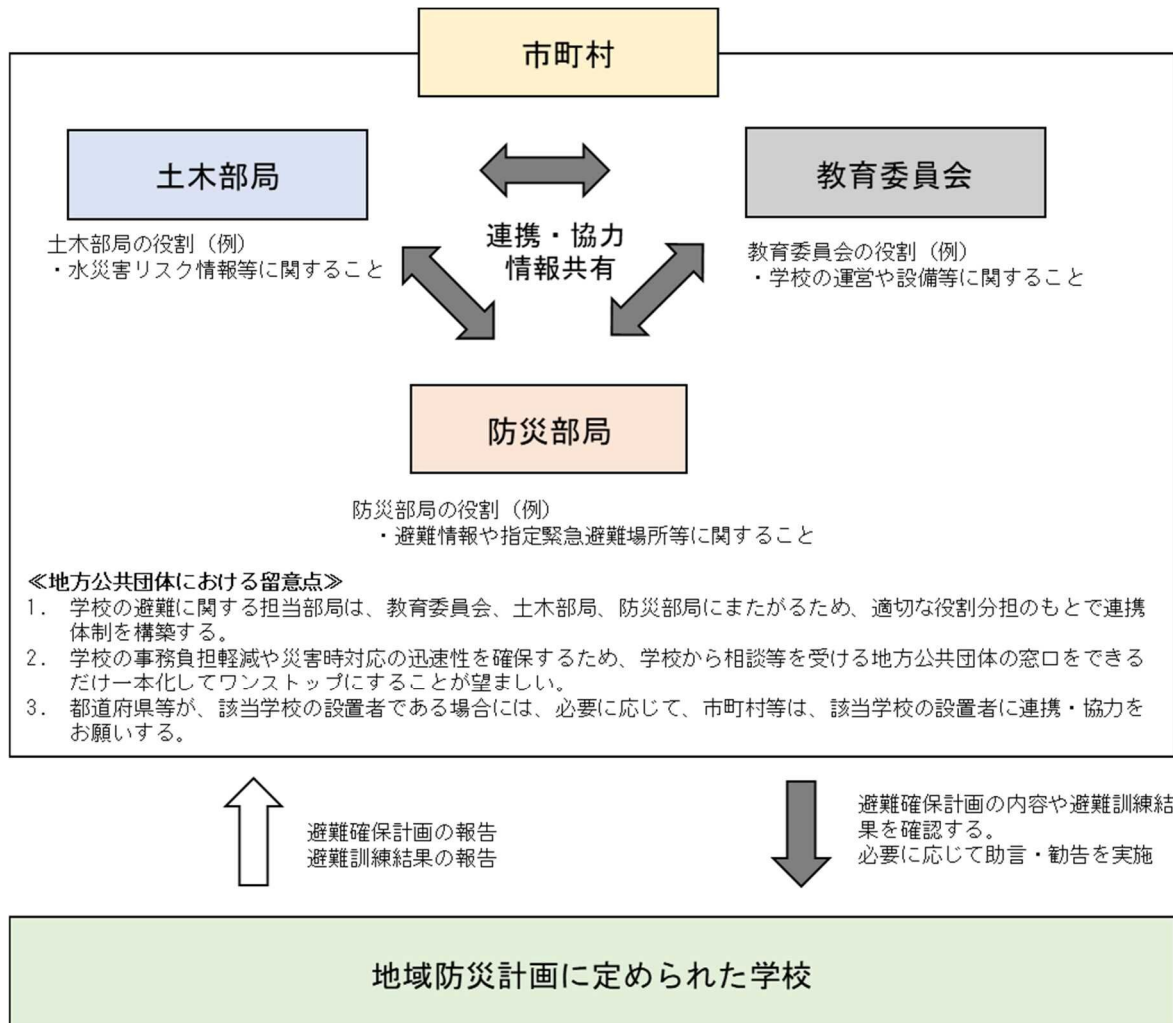 市町村
土木部局
教育委員会
土木部局の役割（例）
・水災害リスク情報等に関すること
連携・協力
情報共有
教育委員会の役割（例）
・学校の運営や設備等に関すること
防災部局
防災部局の役割（例）
・避難情報や指定緊急避難場所等に関すること
≪地方公共団体における留意点≫
1. 学校の避難に関する担当部局は、教育委員会、土木部局、防災部局にまたがるため、適切な役割分担のもとで連携
体制を構築する。
2. 学校の事務負担軽減や災害時対応の迅速性を確保するため、学校から相談等を受ける地方公共団体の窓口をできる
だけ一本化してワンストップにすることが望ましい。
3. 都道府県等が、該当学校の設置者である場合には、必要に応じて、市町村等は、該当学校の設置者に連携・協力を
お願いする。
避難確保計画の報告
避難訓練結果の報告
避難確保計画の内容や避難訓練結
果を確認する。
必要に応じて助言・勧告を実施
地域防災計画に定められた学校